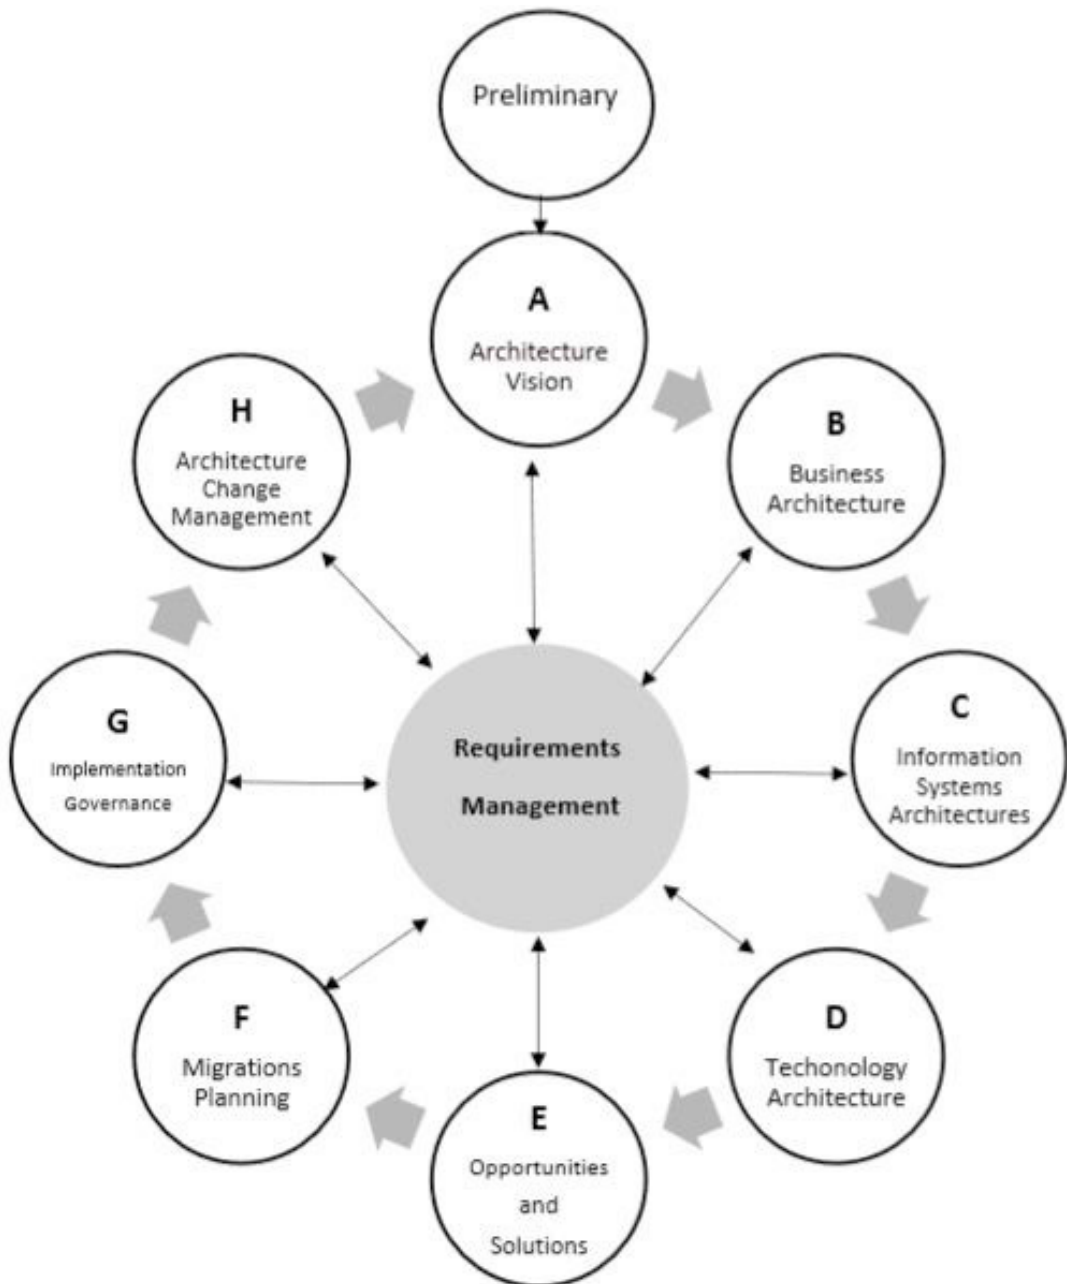 Preliminary
A
Architecture
Vision
B
Business
Architecture
C
Information
Systems
Architectures
D
Techonology
Architecture
E
Opportunities
and
Solutions
F
Migrations
Planning
G
Implementation
Governance
H
Architecture
Change
Management
Requirements
Management